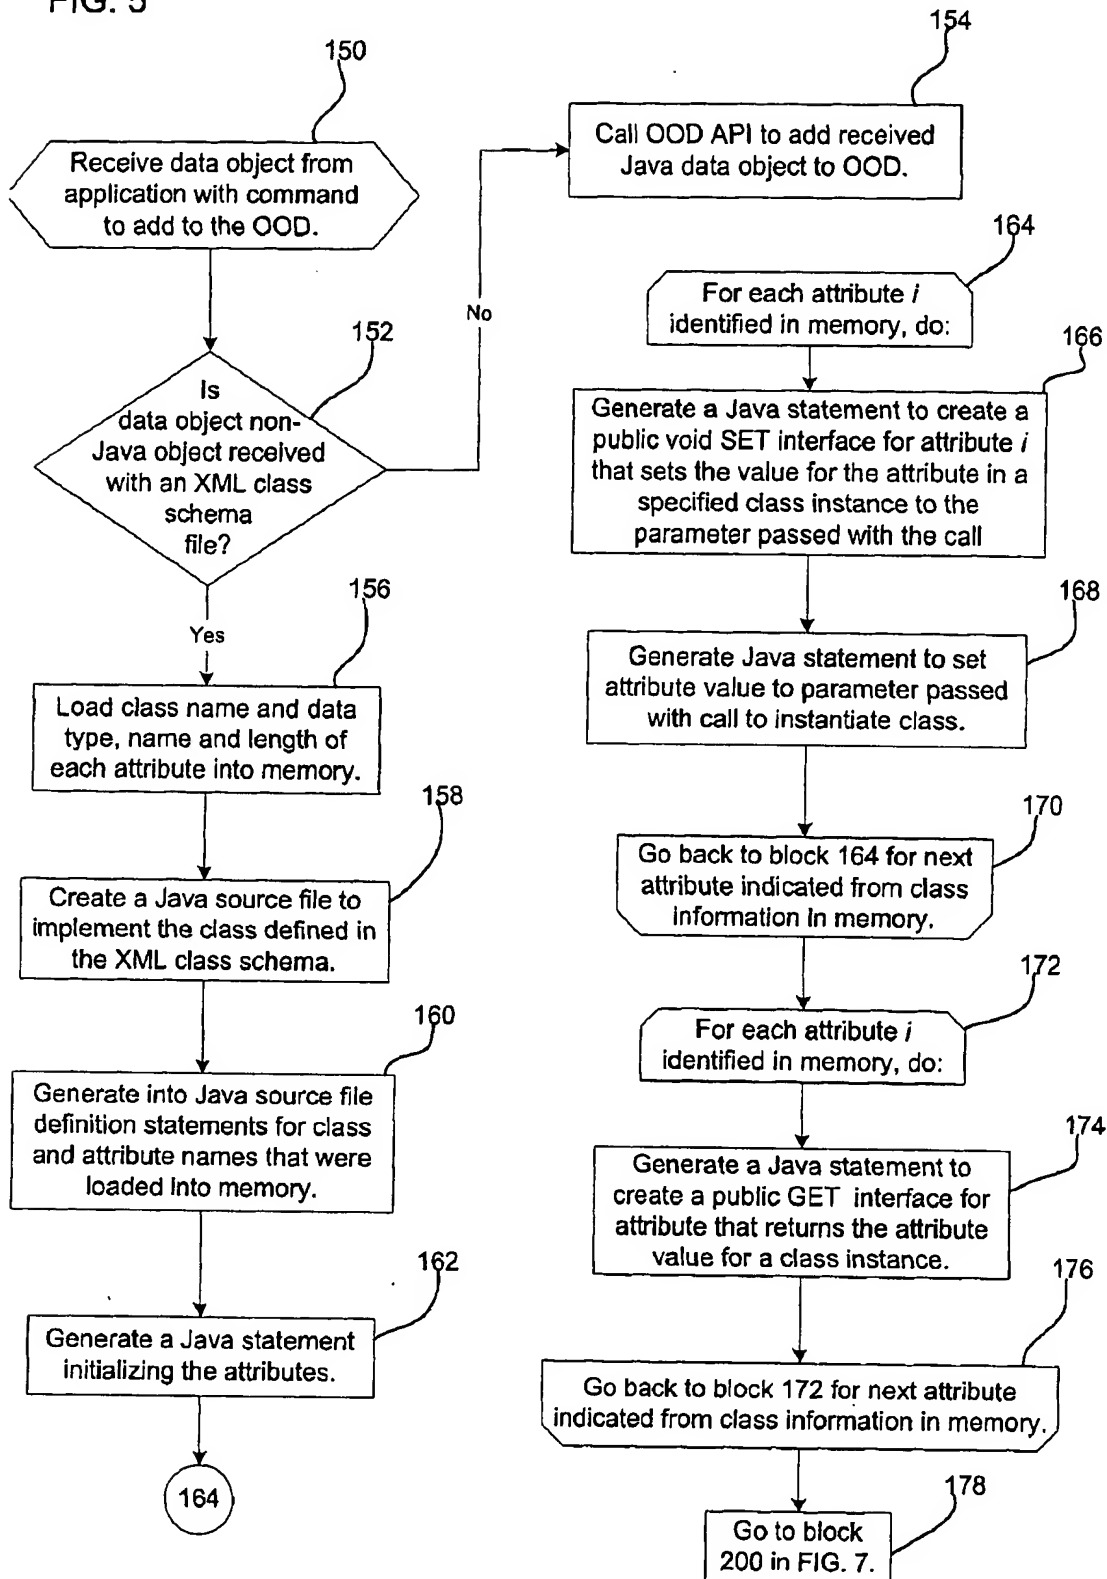 FIG. 5
150
Receive data object from
application with command
to add to the OOD.
152
Is
data object non-
Java object received
with an XML class
schema
file?
No
Yes
154
Call OOD API to add received
Java data object to OOD.
156
Load class name and data
type, name and length of
each attribute into memory.
158
Create a Java source file to
implement the class defined in
the XML class schema.
160
Generate into Java source file
definition statements for class
and attribute names that were
loaded into memory.
162
Generate a Java statement
initializing the attributes.
164
164
For each attribute i
identified in memory, do:
166
Generate a Java statement to create a
public void SET interface for attribute i
that sets the value for the attribute in a
specified class instance to the
parameter passed with the call
168
Generate Java statement to set
attribute value to parameter passed
with call to instantiate class.
170
Go back to block 164 for next
attribute indicated from class
information in memory.
172
For each attribute i
identified in memory, do:
174
Generate a Java statement to
create a public GET interface for
attribute that returns the attribute
value for a class instance.
176
Go back to block 172 for next attribute
indicated from class information in memory.
178
Go to block
200 in FIG. 7.